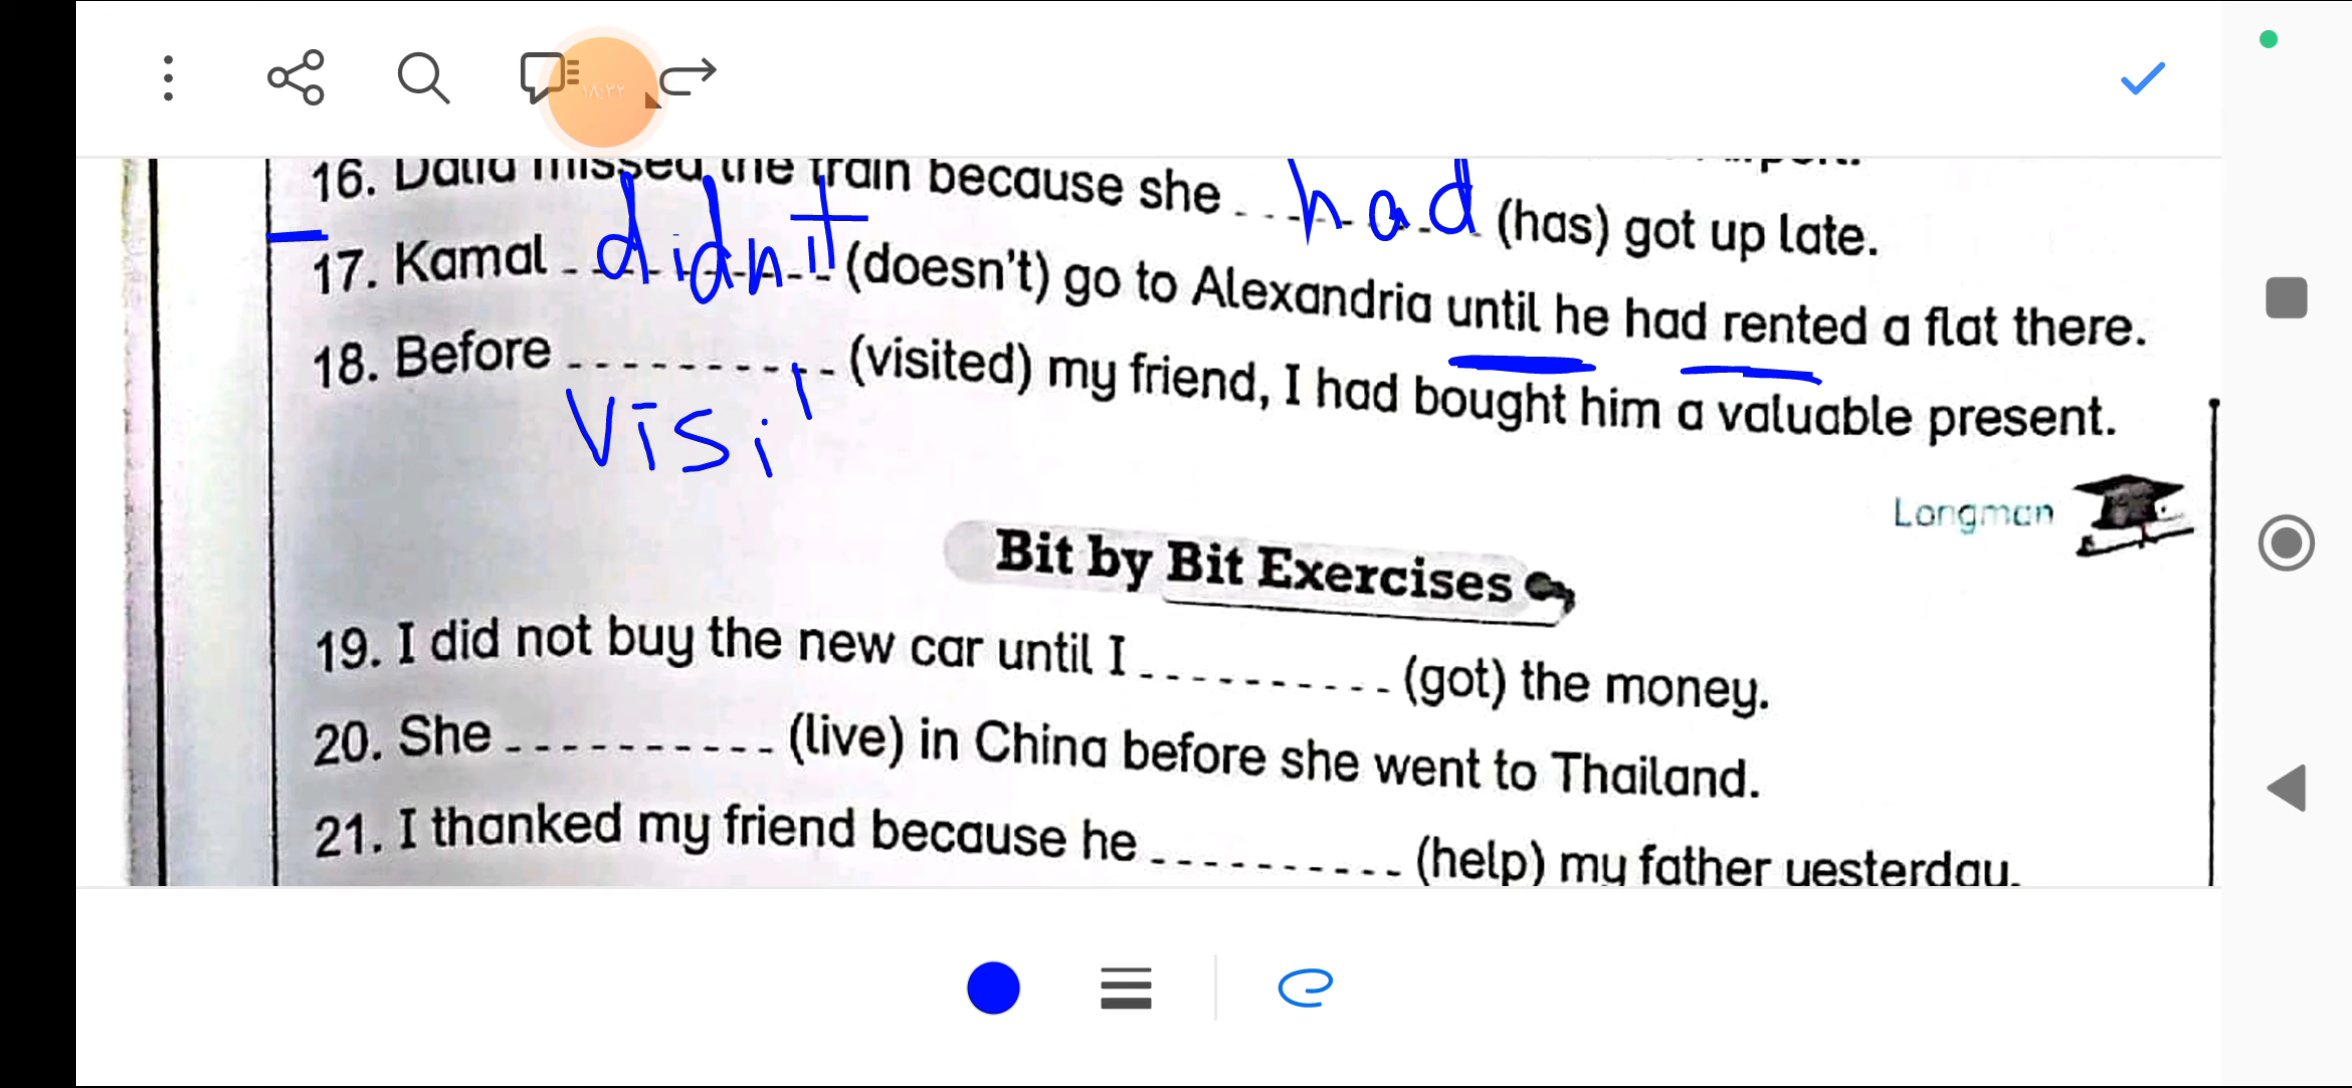 16. Dalia missed the train because she had (has) got up late.
17. Kamal didn't (doesn't) go to Alexandria until he had rented a flat there.
18. Before (visited) my friend, I had bought him a valuable present.
visi
Longman
Bit by Bit Exercises
19. I did not buy the new car until I (got) the money.
20. She (live) in China before she went to Thailand.
21. I thanked my friend because he (help) my father yesterday.